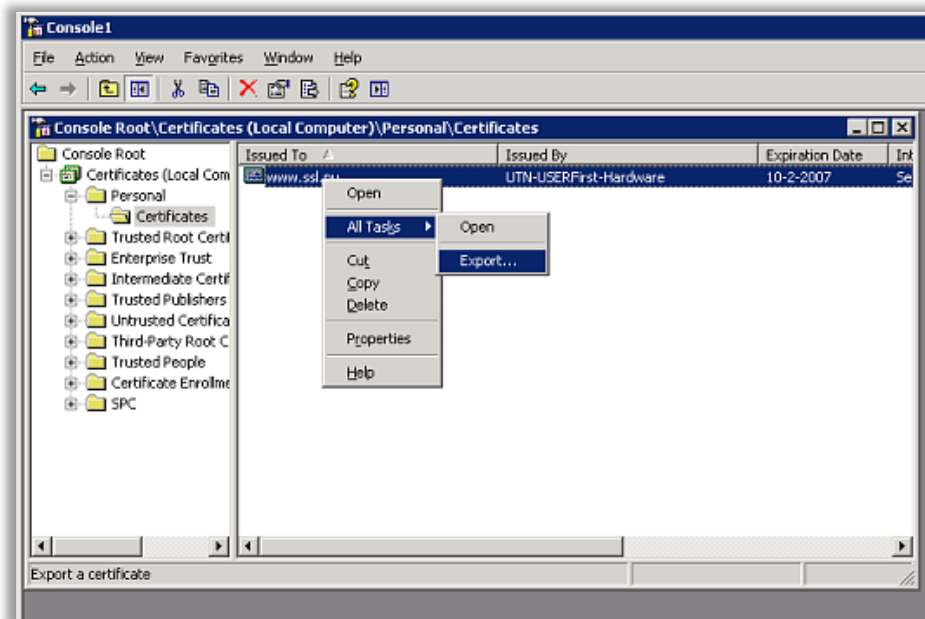 Console1
File Action View Favorites Window Help
Console Root\Certificates (Local Computer)\Personal\Certificates
Console Root
Certificates (Local Com
Personal
Certificates
Trusted Root Certi
Enterprise Trust
Intermediate Certif
Trusted Publishers
Untrusted Certifica
Third-Party Root C
Trusted People
Certificate Enrollme
SPC
Issued To Issued By Expiration Date Int
UTN-USERFirst-Hardware 10-2-2007 Se
Open
All Tasks
Cut
Copy
Delete
Properties
Help
Open
Export...
Export a certificate